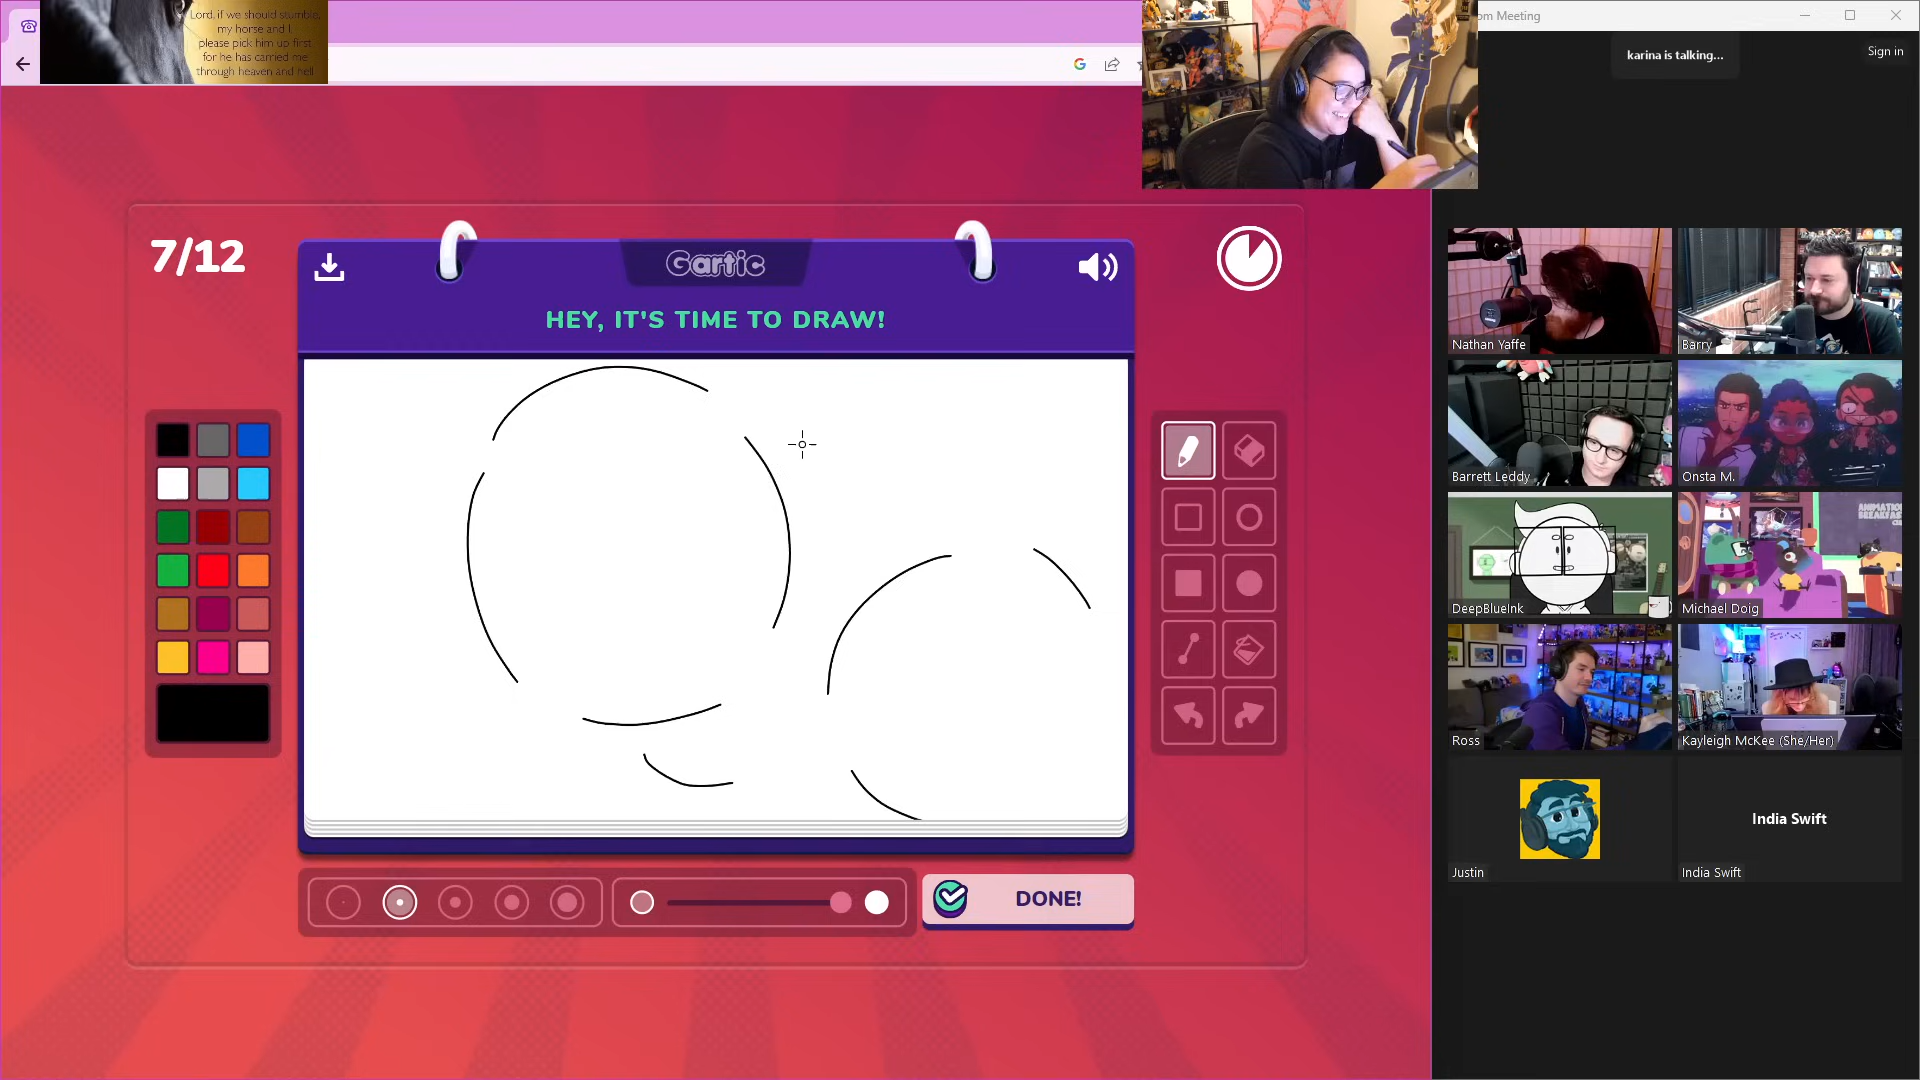 Lord, if we should stumble,
my horse and I,
please pick him up first
for he has carried me
through heaven and hell
om Meeting
karina is talking...
Sign in
7/12
Gartic
HEY, IT'S TIME TO DRAW!
DONE!
Nathan Yaffe
Barry
Barrett Leddy
Onsta M.
ANIMATION
BREAKFAST
DeepBlueInk
Michael Doig
Ross
Kayleigh McKee (She/Her)
India Swift
Justin
India Swift